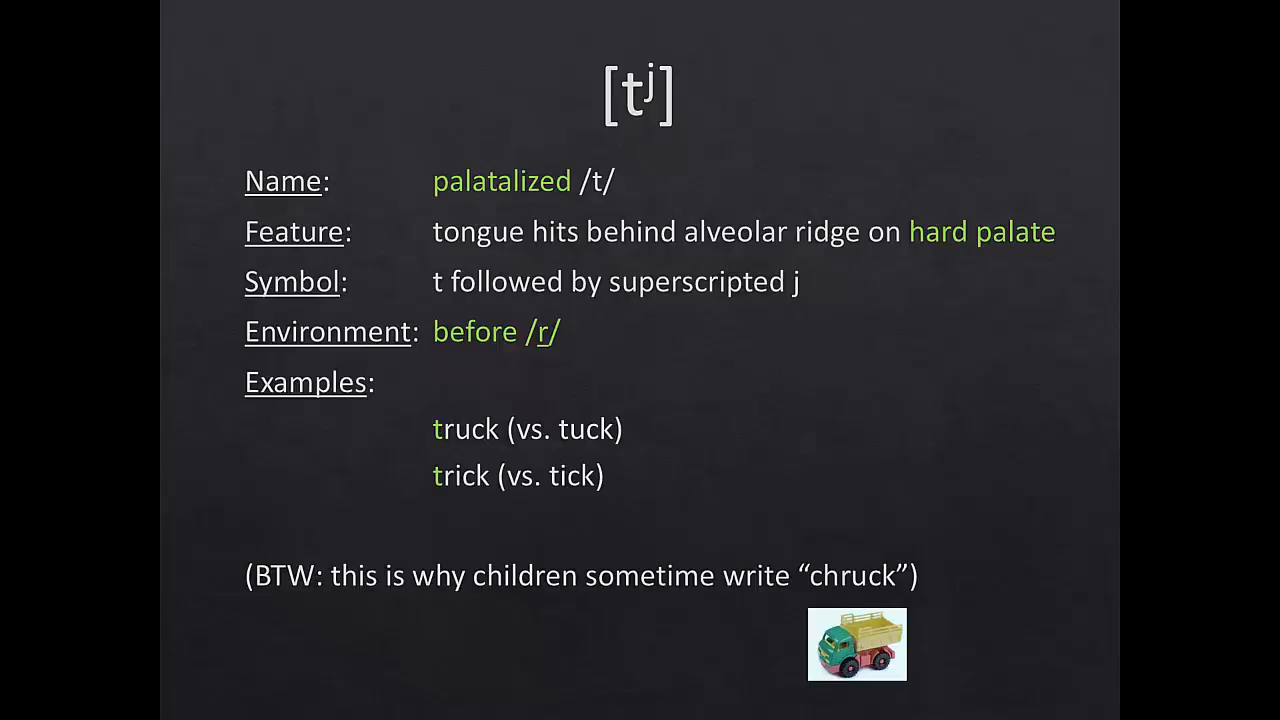 [tʲ]
Name: palatalized /t/
Feature: tongue hits behind alveolar ridge on hard palate
Symbol: t followed by superscripted j
Environment: before /r/
Examples:
truck (vs. tuck)
trick (vs. tick)
(BTW: this is why children sometime write “chruck”)